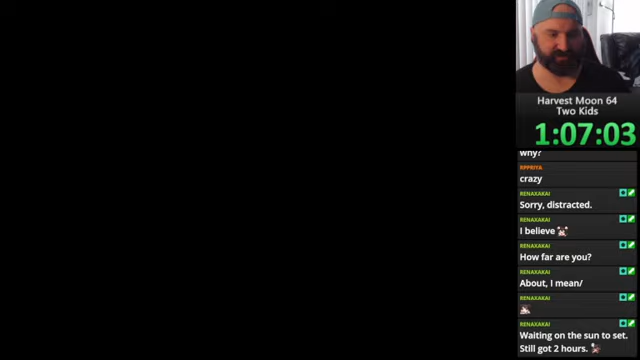 Harvest Moon 64
Two Kids
1:07:03
why?
RPPRIYA
crazy
RENAXAKAI
Sorry, distracted.
RENAXAKAI
I believe
RENAXAKAI
How far are you?
RENAXAKAI
About, I mean/
RENAXAKAI
RENAXAKAI
Waiting on the sun to set.
Still got 2 hours.